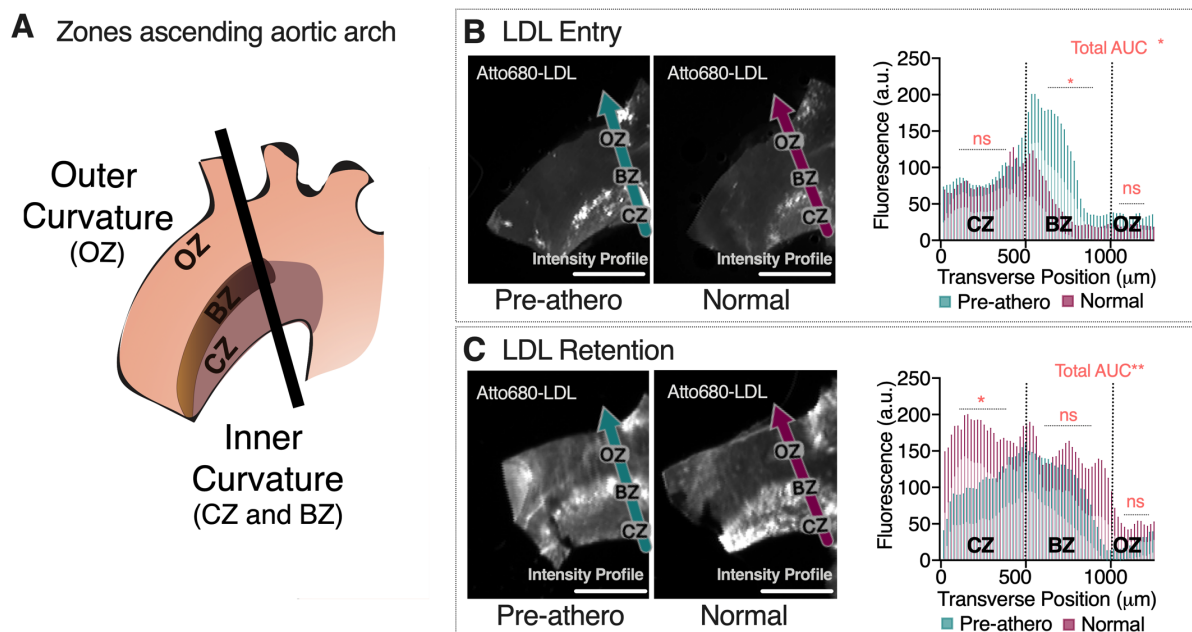 A Zones ascending aortic arch
Outer
Curvature
(OZ)
OZ
BZ
CZ
Inner
Curvature
(CZ and BZ)
B LDL Entry
Atto680-LDL
OZ
BZ
CZ
Intensity Profile
Pre-athero
Atto680-LDL
OZ
BZ
CZ
Intensity Profile
Normal
Total AUC *
Fluorescence (a.u.)
250
200
150
100
50
0
ns
*
ns
CZ
BZ
OZ
0 500 1000
Transverse Position (μm)
Pre-athero Normal
C LDL Retention
Atto680-LDL
OZ
BZ
CZ
Intensity Profile
Pre-athero
Atto680-LDL
OZ
BZ
CZ
Intensity Profile
Normal
Total AUC**
Fluorescence (a.u.)
250
200
150
100
50
0
*
ns
ns
CZ
BZ
OZ
0 500 1000
Transverse Position (μm)
Pre-athero Normal